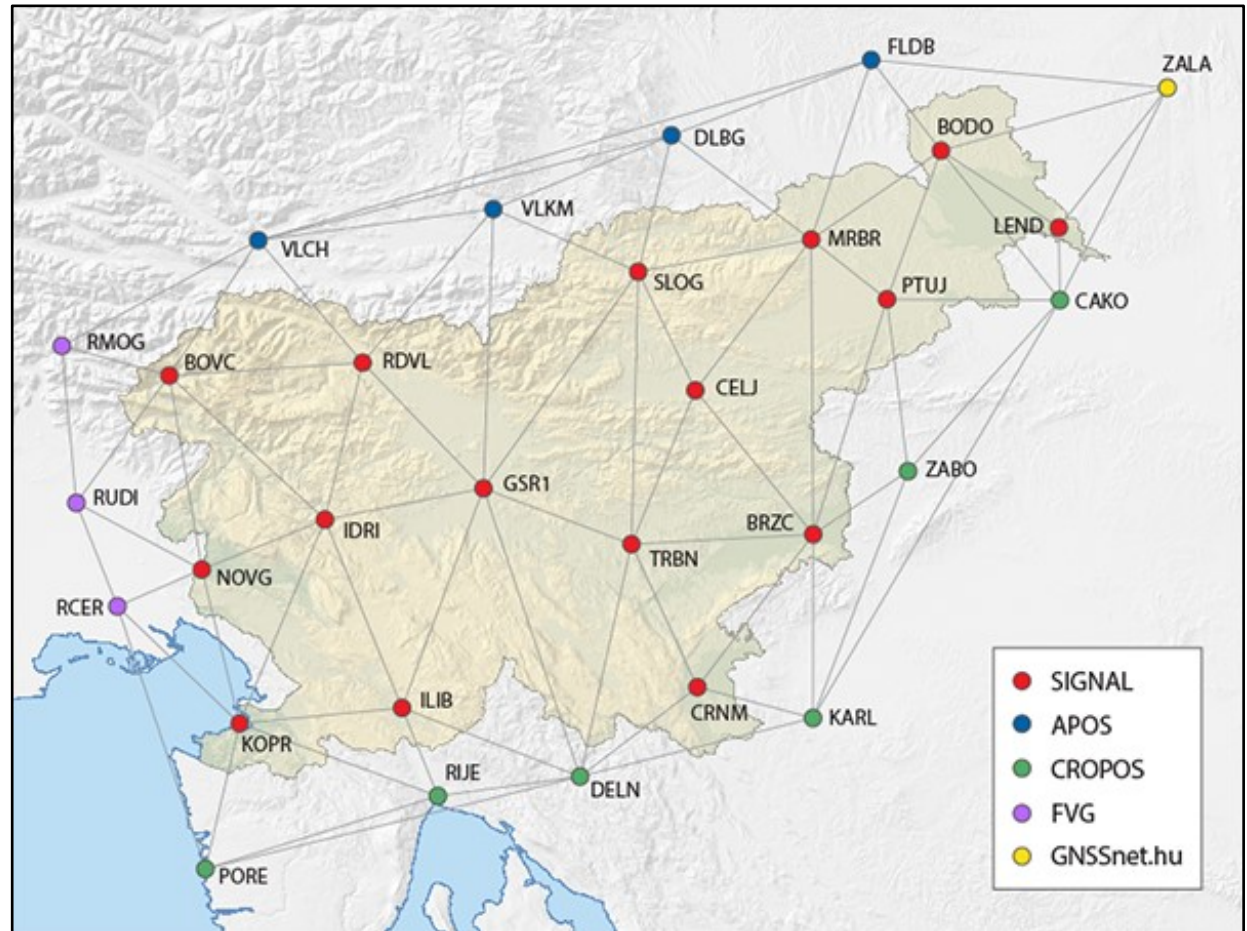 FLDB
ZALA
DLBG
BODO
VLKM
LEND
VLCH
MRBR
SLOG
PTUJ
CAKO
RMOG
BOVC
RDVL
CELJ
ZABO
GSR1
RUDI
IDRI
BRZC
TRBN
NOVG
RCER
ILIB
CRNM
KARL
KOPR
RIJE
DELN
PORE
SIGNAL
APOS
CROPOS
FVG
GNSSnet.hu